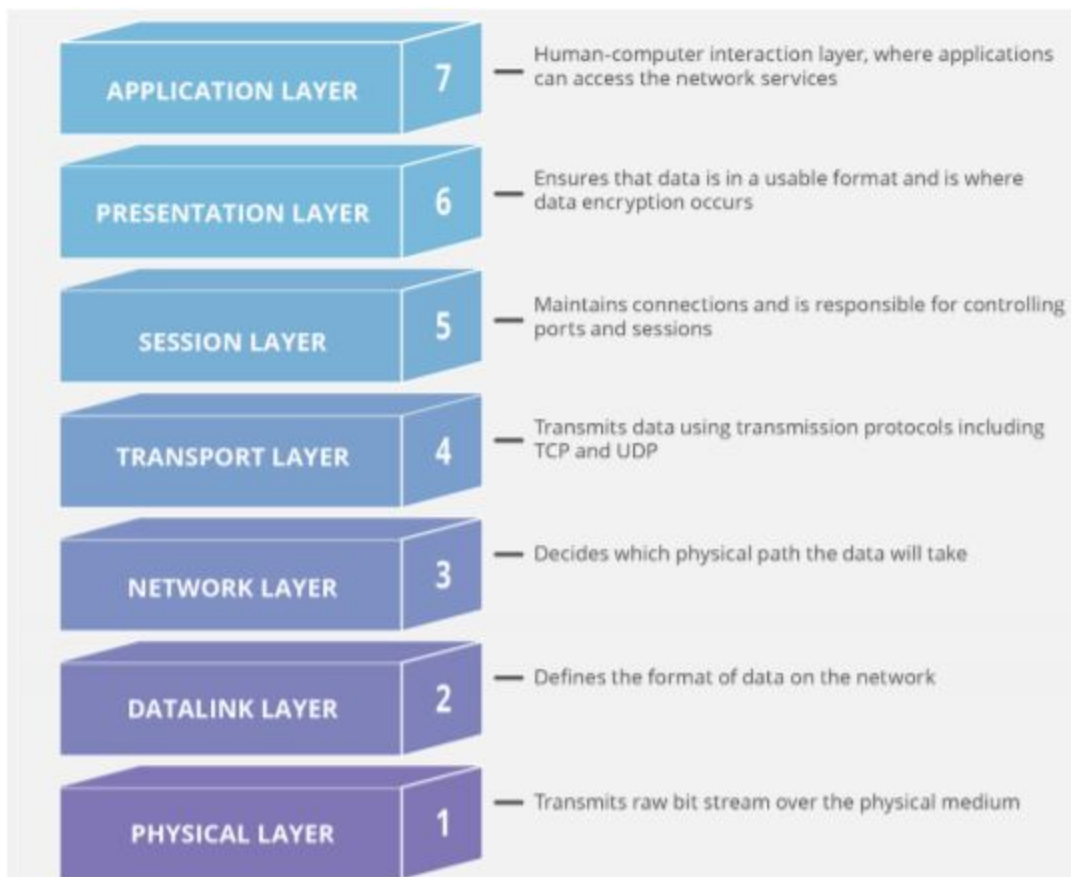 APPLICATION LAYER
7
Human-computer interaction layer, where applications
can access the network services
PRESENTATION LAYER
6
Ensures that data is in a usable format and is where
data encryption occurs
SESSION LAYER
5
Maintains connections and is responsible for controlling
ports and sessions
TRANSPORT LAYER
4
Transmits data using transmission protocols including
TCP and UDP
NETWORK LAYER
3
Decides which physical path the data will take
DATALINK LAYER
2
Defines the format of data on the network
PHYSICAL LAYER
1
Transmits raw bit stream over the physical medium